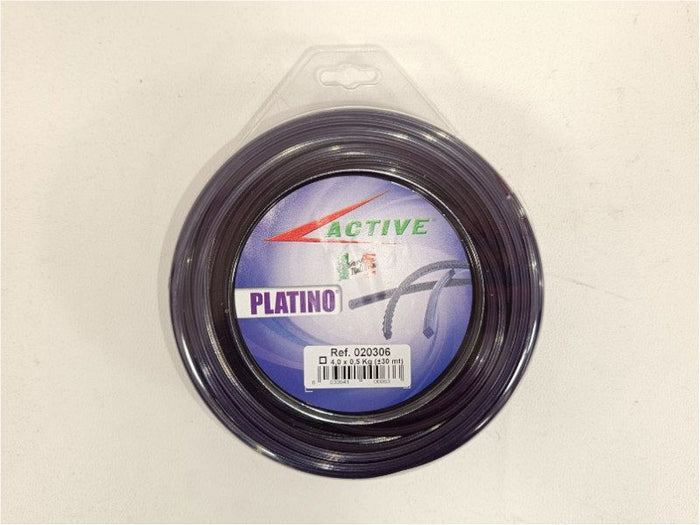 ACTIVE
PLATINO®
Ref. 020306
□ 4,0 x 0,5 Kg (±30 mt)